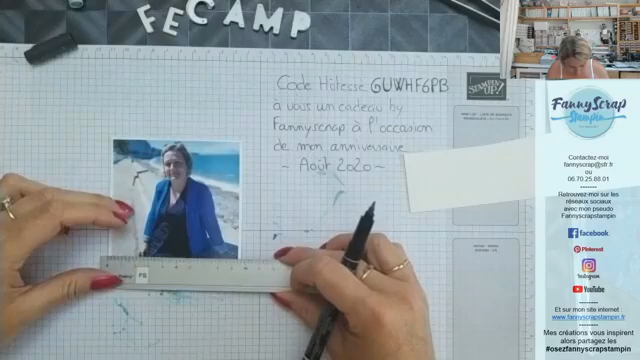 FECAMP
Code Hôtesse GUWHF6PB
à vous un cadeau by
Fannyscrap à l'occasion
de mon anniversaire
~ Août 2020 ~
STAMPIN' UP!
FannyScrap
Stampin
Contactez-moi
fannyscrap@sfr.fr
ou
06.70.25.88.01
--------
Retrouvez-moi sur les
réseaux sociaux
avec mon pseudo
Fannyscrapstampin
facebook.
Pinterest
Instagram
YouTube
--------
Et sur mon site internet :
www.fannyscrapstampin.fr
--------
Mes créations vous inspirent
alors partagez les
#osezfannyscrapstampin